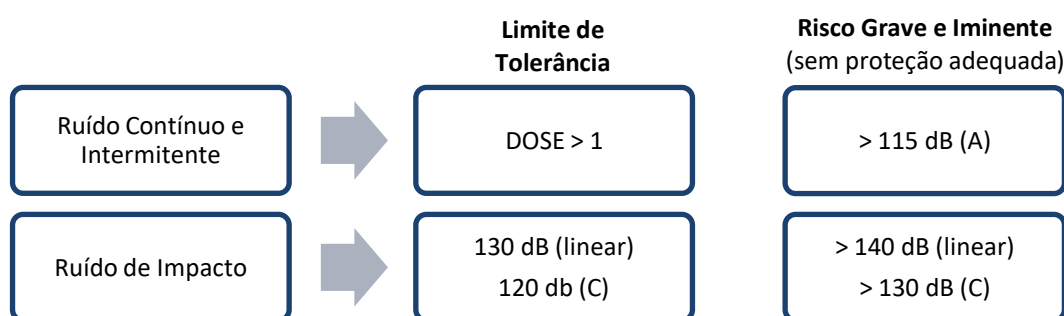 Limite de
Tolerância
Risco Grave e Iminente
(sem proteção adequada)
Ruído Contínuo e
Intermitente
DOSE > 1
> 115 dB (A)
Ruído de Impacto
130 dB (linear)
120 db (C)
> 140 dB (linear)
> 130 dB (C)